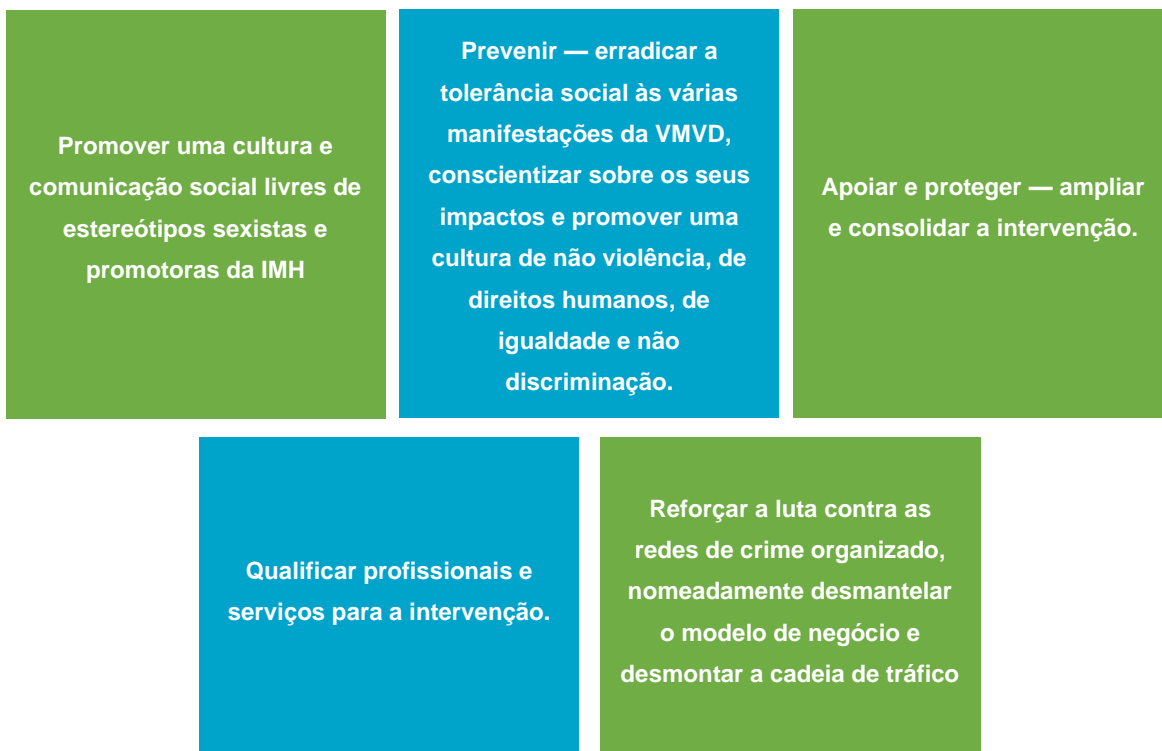 Promover uma cultura e
comunicação social livres de
estereótipos sexistas e
promotoras da IMH
Prevenir — erradicar a
tolerância social às várias
manifestações da VMVD,
conscientizar sobre os seus
impactos e promover uma
cultura de não violência, de
direitos humanos, de
igualdade e não
discriminação.
Apoiar e proteger — ampliar
e consolidar a intervenção.
Qualificar profissionais e
serviços para a intervenção.
Reforçar a luta contra as
redes de crime organizado,
nomeadamente desmantelar
o modelo de negócio e
desmontar a cadeia de tráfico